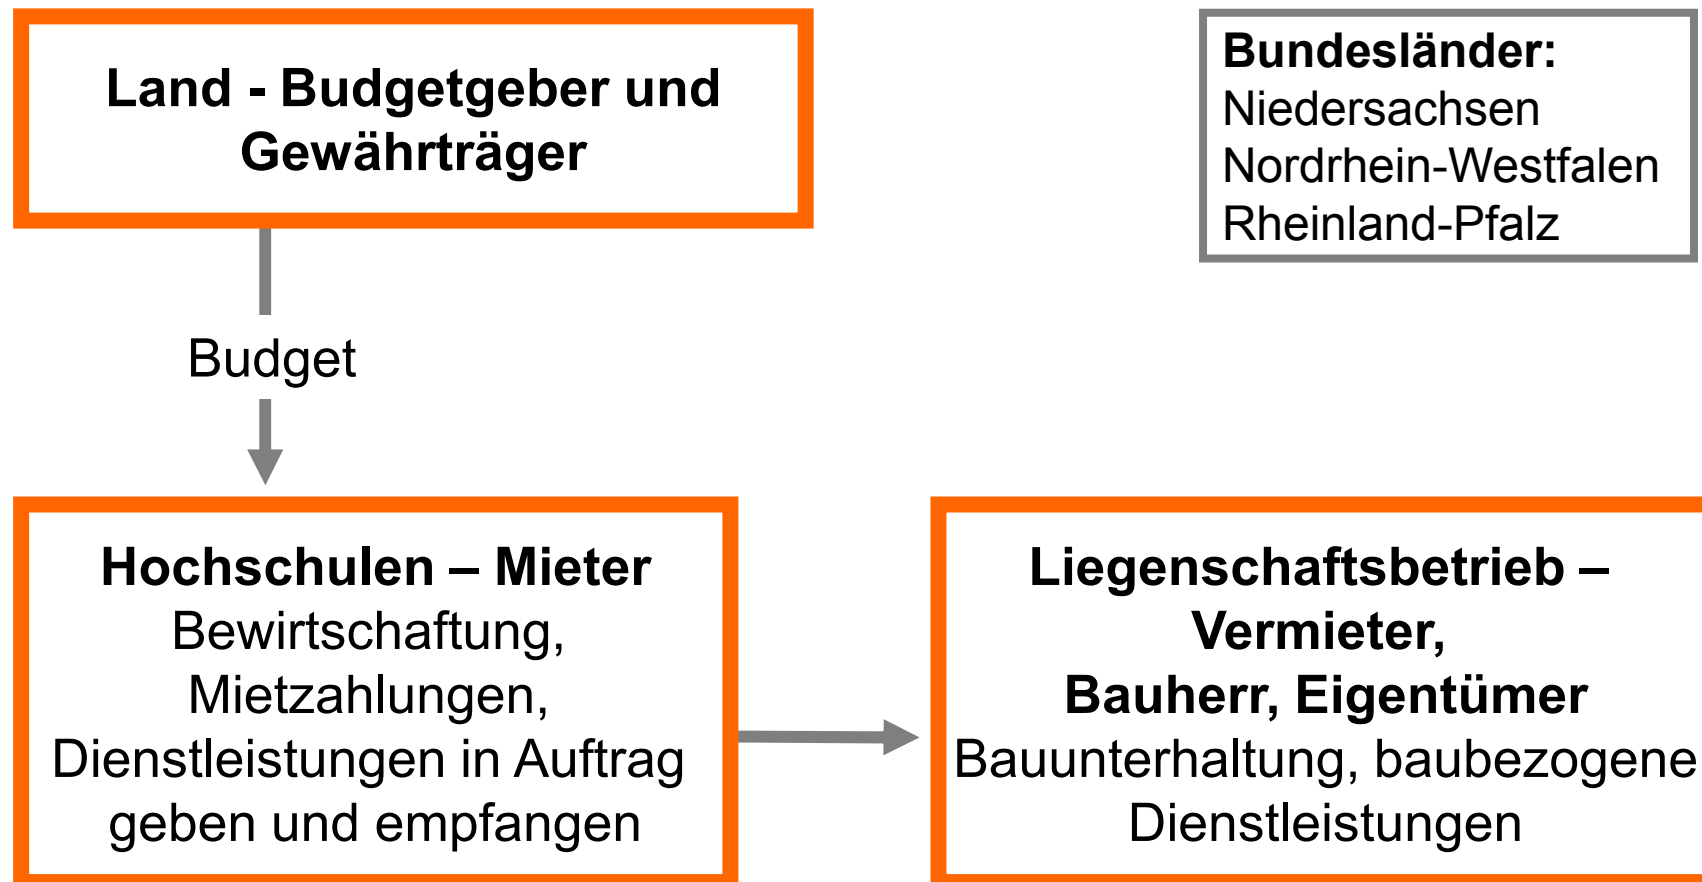 Land - Budgetgeber und
Gewährträger
Bundesländer:
Niedersachsen
Nordrhein-Westfalen
Rheinland-Pfalz
Budget
Hochschulen – Mieter
Bewirtschaftung,
Mietzahlungen,
Dienstleistungen in Auftrag
geben und empfangen
Liegenschaftsbetrieb –
Vermieter,
Bauherr, Eigentümer
Bauunterhaltung, baubezogene
Dienstleistungen